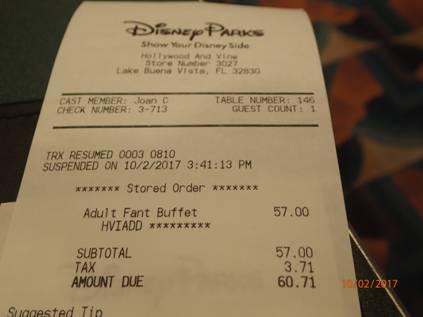 Disney Parks
Show Your Disney Side
Hollywood And Vine
Store Number 3027
Lake Buena Vista, FL 32830
CAST MEMBER: Joan C TABLE NUMBER: 146
CHECK NUMBER: 3-713 GUEST COUNT: 1
TRX RESUMED 0003 0810
SUSPENDED ON 10/2/2017 3:41:13 PM
******* Stored Order *******
Adult Fant Buffet 57.00
HVIADD *********
SUBTOTAL 57.00
TAX 3.71
AMOUNT DUE 60.71
Suggested Tip
10/02/2017